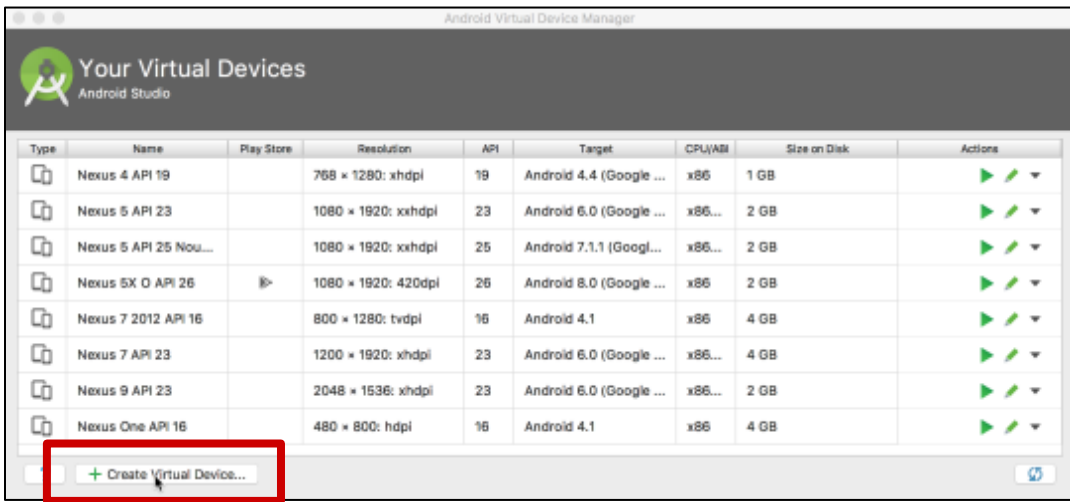 Android Virtual Device Manager
Your Virtual Devices
Android Studio
Type Name Play Store Resolution API Target CPU/ABI Size on Disk Actions
Nexus 4 API 19 768 × 1280: xhdpi 19 Android 4.4 (Google ... x86 1 GB
Nexus 5 API 23 1080 × 1920: xxhdpi 23 Android 6.0 (Google ... x86... 2 GB
Nexus 5 API 25 Nou... 1080 × 1920: xxhdpi 25 Android 7.1.1 (Googl... x86... 2 GB
Nexus 5X O API 26 1080 × 1920: 420dpi 26 Android 8.0 (Google ... x86 2 GB
Nexus 7 2012 API 16 800 × 1280: tvdpi 16 Android 4.1 x86 4 GB
Nexus 7 API 23 1200 × 1920: xhdpi 23 Android 6.0 (Google ... x86... 4 GB
Nexus 9 API 23 2048 × 1536: xhdpi 23 Android 6.0 (Google ... x86... 2 GB
Nexus One API 16 480 × 800: hdpi 16 Android 4.1 x86 4 GB
+ Create Virtual Device...